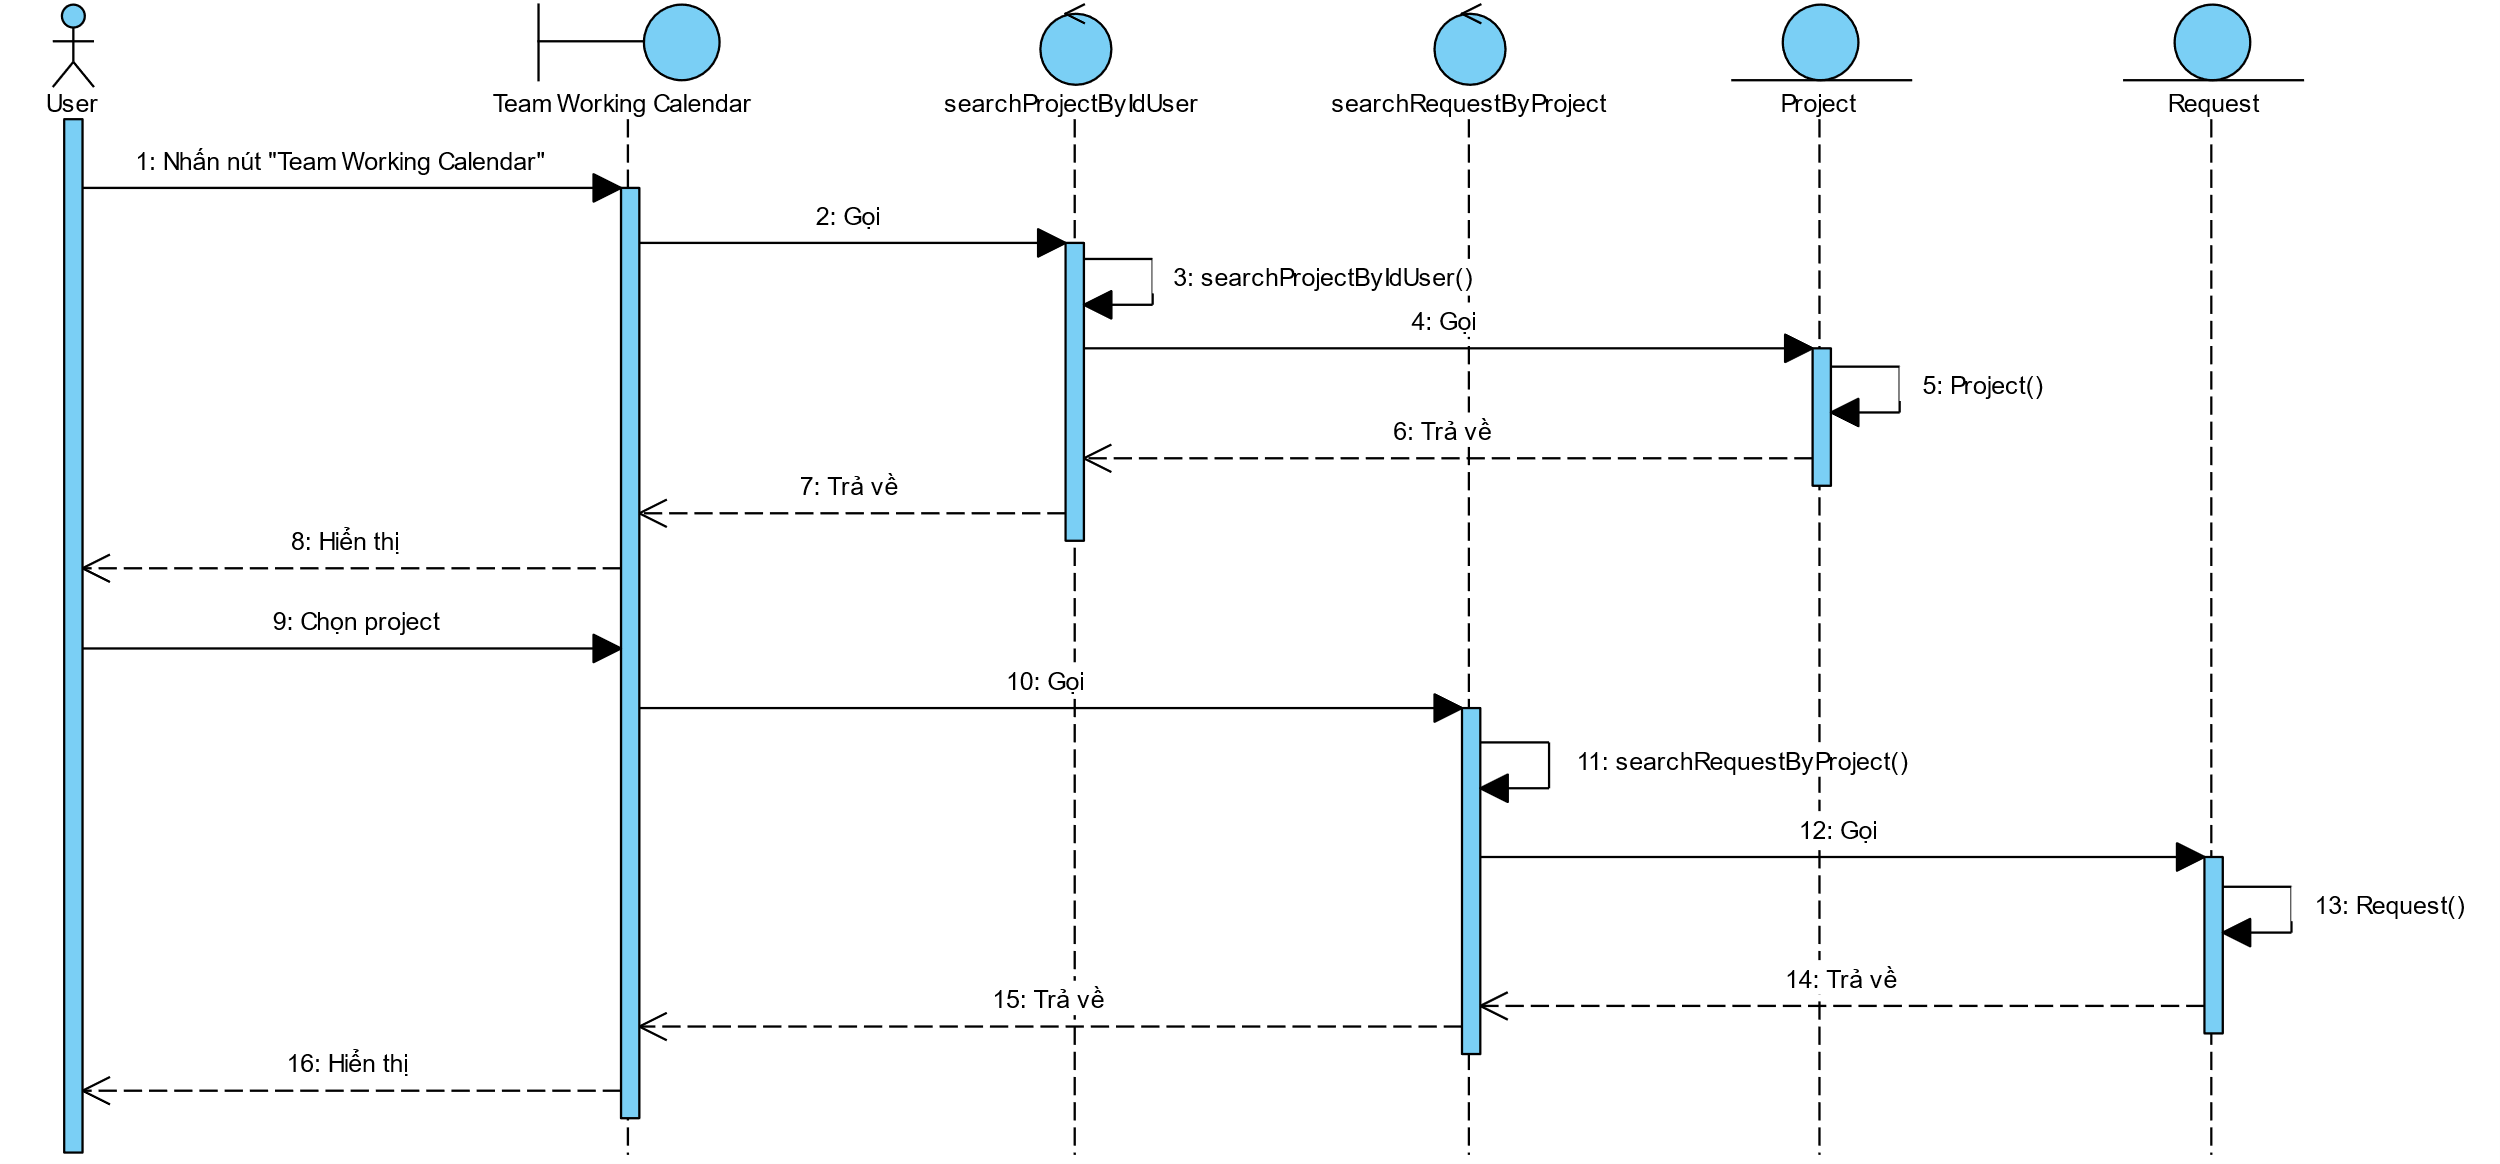 User
Team Working Calendar
searchProjectByIdUser
searchRequestByProject
Project
Request
1: Nhấn nút "Team Working Calendar"
2: Gọi
3: searchProjectByIdUser()
4: Gọi
5: Project()
6: Trả về
7: Trả về
8: Hiển thị
9: Chọn project
10: Gọi
11: searchRequestByProject()
12: Gọi
13: Request()
14: Trả về
15: Trả về
16: Hiển thị